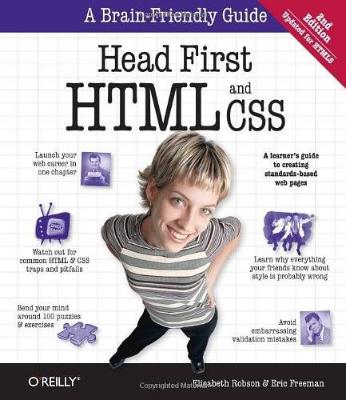 A Brain-Friendly Guide
2nd Edition
Updated for HTML5
Head First
HTML and CSS
Launch your
web career in
one chapter
A learner's guide
to creating
standards-based
web pages
Watch out for
common HTML & CSS
traps and pitfalls
Learn why everything
your friends know about
style is probably wrong
Bend your mind
around 100 puzzles
& exercises
Avoid
embarrassing
validation mistakes
O'REILLY®
Elisabeth Robson & Eric Freeman
Copyrighted Material